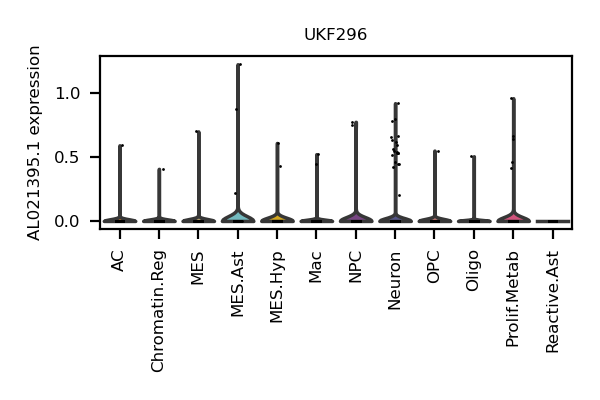 UKF296
AL021395.1 expression
1.0
0.5
0.0
AC
Chromatin.Reg
MES
MES.Ast
MES.Hyp
Mac
NPC
Neuron
OPC
Oligo
Prolif.Metab
Reactive.Ast